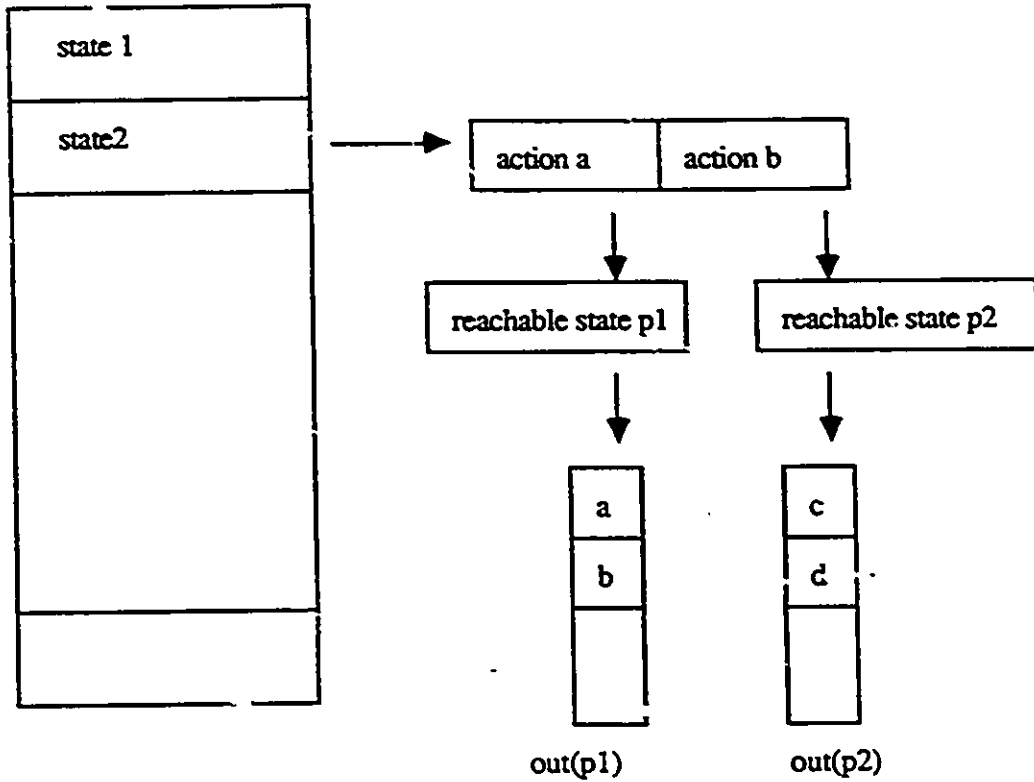 state 1
state2
action a
action b
reachable state p1
reachable state p2
a
c
b
d
out(p1)
out(p2)